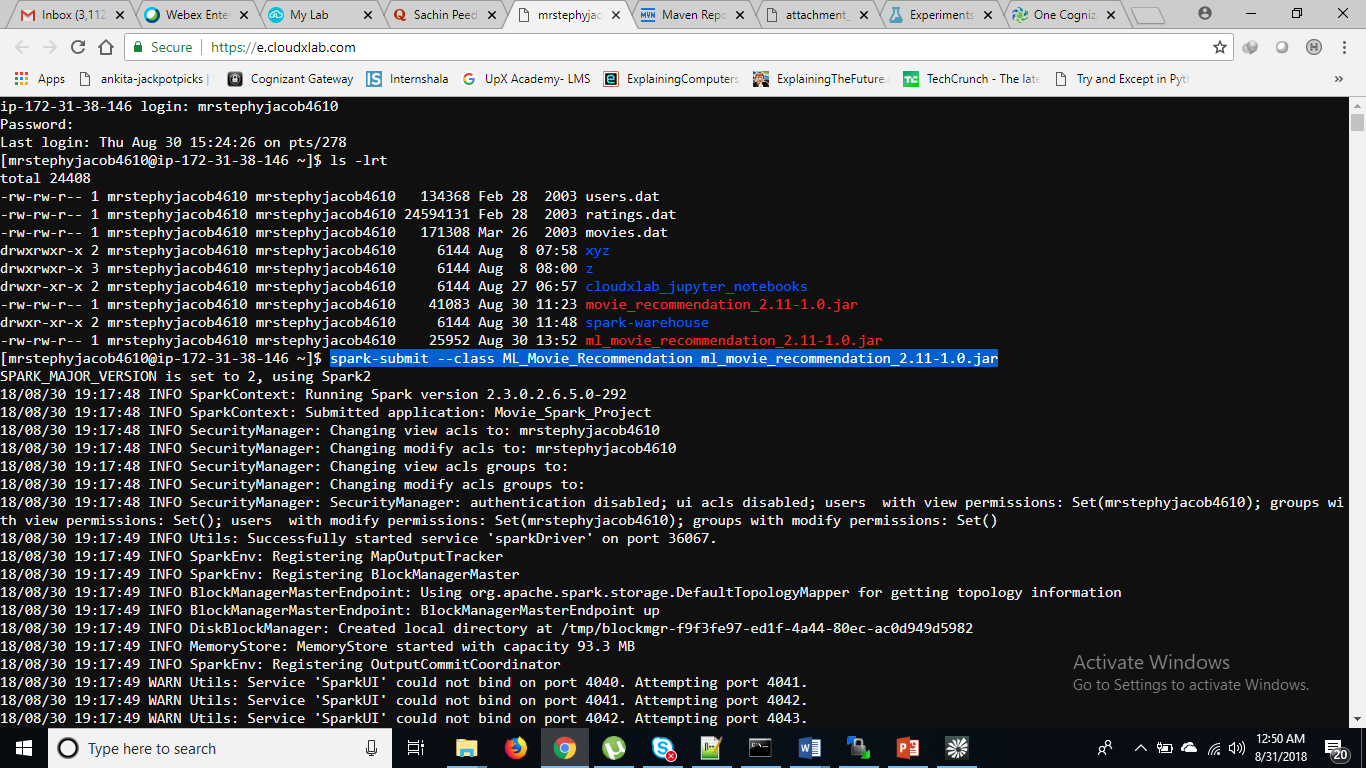 Inbox (3,112
Webex Ente
My Lab
Sachin Peed
mrstephyjac
Maven Repo
attachment_
Experiments
One Cogniz
Secure
https://e.cloudxlab.com
Apps
ankita-jackpotpicks
Cognizant Gateway
Internshala
UpX Academy- LMS
ExplainingComputers
ExplainingTheFuture.c
TechCrunch - The late
Try and Except in Pyt
»
ip-172-31-38-146 login: mrstephyjacob4610
Password:
Last login: Thu Aug 30 15:24:26 on pts/278
[mrstephyjacob4610@ip-172-31-38-146 ~]$ ls -lrt
total 24408
-rw-rw-r-- 1 mrstephyjacob4610 mrstephyjacob4610   134368 Feb 28  2003 users.dat
-rw-rw-r-- 1 mrstephyjacob4610 mrstephyjacob4610 24594131 Feb 28  2003 ratings.dat
-rw-rw-r-- 1 mrstephyjacob4610 mrstephyjacob4610   171308 Mar 26  2003 movies.dat
drwxrwxr-x 2 mrstephyjacob4610 mrstephyjacob4610     6144 Aug  8 07:58 xyz
drwxrwxr-x 3 mrstephyjacob4610 mrstephyjacob4610     6144 Aug  8 08:00 z
drwxr-xr-x 2 mrstephyjacob4610 mrstephyjacob4610     6144 Aug 27 06:57 cloudxlab_jupyter_notebooks
-rw-rw-r-- 1 mrstephyjacob4610 mrstephyjacob4610    41083 Aug 30 11:23 movie_recommendation_2.11-1.0.jar
drwxr-xr-x 2 mrstephyjacob4610 mrstephyjacob4610     6144 Aug 30 11:48 spark-warehouse
-rw-rw-r-- 1 mrstephyjacob4610 mrstephyjacob4610    25952 Aug 30 13:52 ml_movie_recommendation_2.11-1.0.jar
[mrstephyjacob4610@ip-172-31-38-146 ~]$ spark-submit --class ML_Movie_Recommendation ml_movie_recommendation_2.11-1.0.jar
SPARK_MAJOR_VERSION is set to 2, using Spark2
18/08/30 19:17:48 INFO SparkContext: Running Spark version 2.3.0.2.6.5.0-292
18/08/30 19:17:48 INFO SparkContext: Submitted application: Movie_Spark_Project
18/08/30 19:17:48 INFO SecurityManager: Changing view acls to: mrstephyjacob4610
18/08/30 19:17:48 INFO SecurityManager: Changing modify acls to: mrstephyjacob4610
18/08/30 19:17:48 INFO SecurityManager: Changing view acls groups to:
18/08/30 19:17:48 INFO SecurityManager: Changing modify acls groups to:
18/08/30 19:17:48 INFO SecurityManager: SecurityManager: authentication disabled; ui acls disabled; users  with view permissions: Set(mrstephyjacob4610); groups wi
th view permissions: Set(); users  with modify permissions: Set(mrstephyjacob4610); groups with modify permissions: Set()
18/08/30 19:17:49 INFO Utils: Successfully started service 'sparkDriver' on port 36067.
18/08/30 19:17:49 INFO SparkEnv: Registering MapOutputTracker
18/08/30 19:17:49 INFO SparkEnv: Registering BlockManagerMaster
18/08/30 19:17:49 INFO BlockManagerMasterEndpoint: Using org.apache.spark.storage.DefaultTopologyMapper for getting topology information
18/08/30 19:17:49 INFO BlockManagerMasterEndpoint: BlockManagerMasterEndpoint up
18/08/30 19:17:49 INFO DiskBlockManager: Created local directory at /tmp/blockmgr-f9f3fe97-ed1f-4a44-80ec-ac0d949d5982
18/08/30 19:17:49 INFO MemoryStore: MemoryStore started with capacity 93.3 MB
18/08/30 19:17:49 INFO SparkEnv: Registering OutputCommitCoordinator
18/08/30 19:17:49 WARN Utils: Service 'SparkUI' could not bind on port 4040. Attempting port 4041.
18/08/30 19:17:49 WARN Utils: Service 'SparkUI' could not bind on port 4041. Attempting port 4042.
18/08/30 19:17:49 WARN Utils: Service 'SparkUI' could not bind on port 4042. Attempting port 4043.
Activate Windows
Go to Settings to activate Windows.
Type here to search
12:50 AM
8/31/2018
20